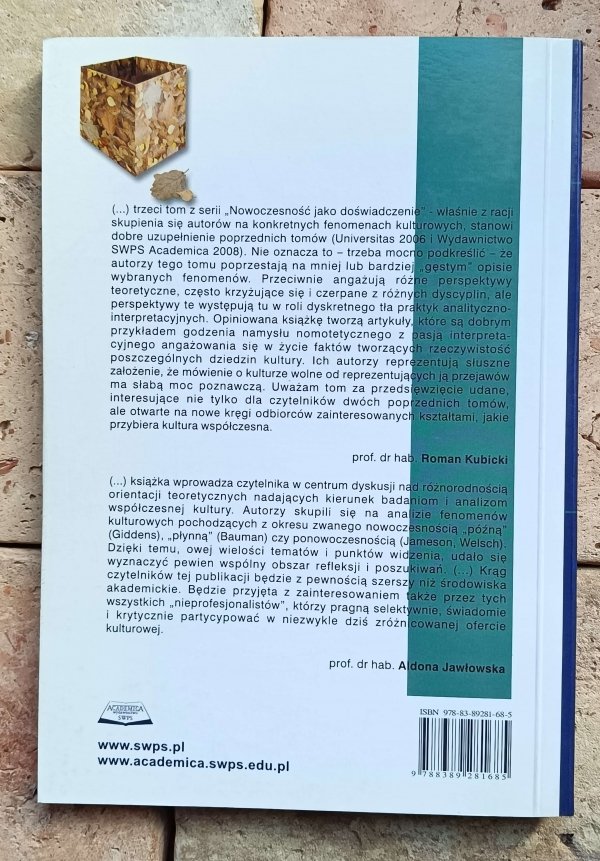 (...) trzeci tom z serii „Nowoczesność jako doświadczenie” - właśnie z racji
skupienia się autorów na konkretnych fenomenach kulturowych, stanowi
dobre uzupełnienie poprzednich tomów (Universitas 2006 i Wydawnictwo
SWPS Academica 2008). Nie oznacza to – trzeba mocno podkreślić – że
autorzy tego tomu poprzestają na mniej lub bardziej „gęstym” opisie
wybranych fenomenów. Przeciwnie angażują różne perspektywy
teoretyczne, często krzyżujące się i czerpane z różnych dyscyplin, ale
perspektywy te występują tu w roli dyskretnego tła praktyk analityczno-
interpretacyjnych. Opiniowana książkę tworzą artykuły, które są dobrym
przykładem godzenia namysłu nomotetycznego z pasją interpreta-
cyjnego angażowania się w życie faktów tworzących rzeczywistość
poszczególnych dziedzin kultury. Ich autorzy reprezentują słuszne
założenie, że mówienie o kulturze wolne od reprezentujących ją przejawów
ma słabą moc poznawczą. Uważam tom za przedsięwzięcie udane,
interesujące nie tylko dla czytelników dwóch poprzednich tomów,
ale otwarte na nowe kręgi odbiorców zainteresowanych kształtami, jakie
przybiera kultura współczesna.
prof. dr hab. Roman Kubicki
(...) książka wprowadza czytelnika w centrum dyskusji nad różnorodnością
orientacji teoretycznych nadających kierunek badaniom i analizom
współczesnej kultury. Autorzy skupili się na analizie fenomenów
kulturowych pochodzących z okresu zwanego nowoczesnością „późną”
(Giddens), „płynną” (Bauman) czy ponowoczesnością (Jameson, Welsch).
Dzięki temu, owej wielości tematów i punktów widzenia, udało się
wyznaczyć pewien wspólny obszar refleksji i poszukiwań. (...) Krąg
czytelników tej publikacji będzie z pewnością szerszy niż środowiska
akademickie. Będzie przyjęta z zainteresowaniem także przez tych
wszystkich „nieprofesjonalistów”, którzy pragną selektywnie, świadomie
i krytycznie partycypować w niezwykle dziś zróżnicowanej ofercie
kulturowej.
prof. dr hab. Aldona Jawłowska
ACADEMICA
WYDAWNICTWO
SWPS
ISBN 978-83-89281-68-5
www.swps.pl
www.academica.swps.edu.pl
9 788389 281685